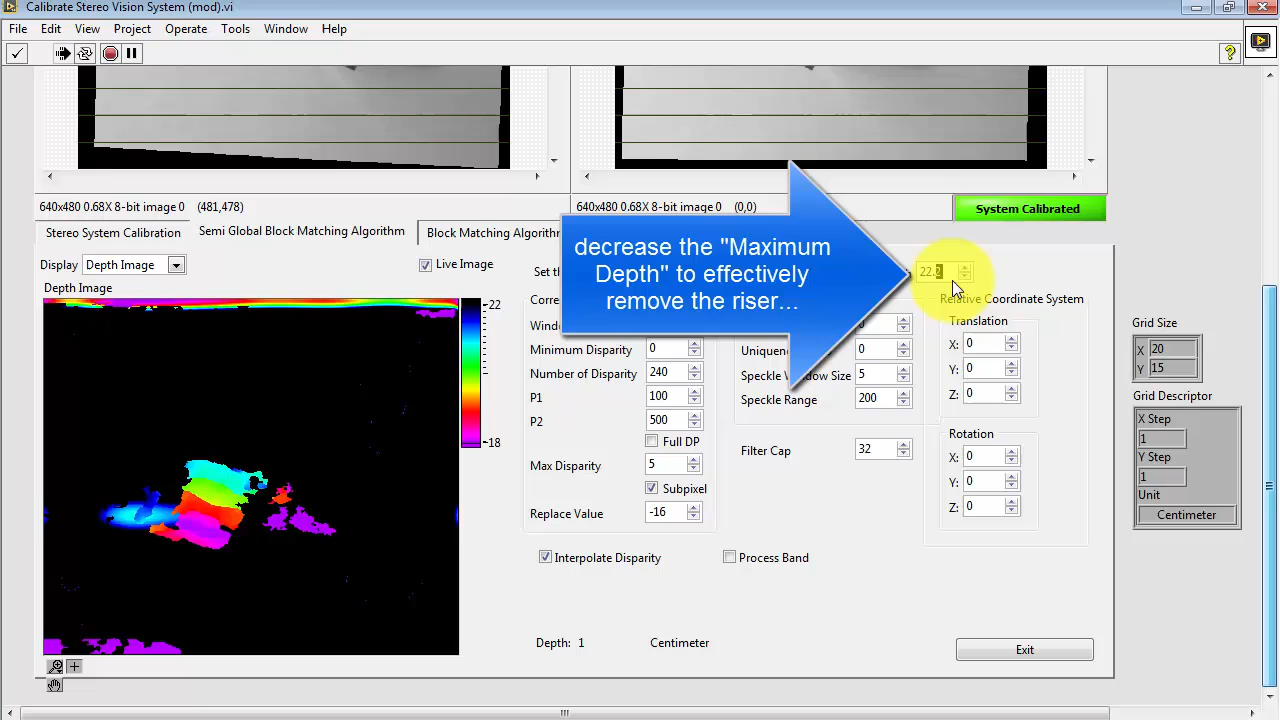 Calibrate Stereo Vision System (mod).vi
File Edit View Project Operate Tools Window Help
?
640x480 0.68X 8-bit image 0 (481,478)
640x480 0.68X 8-bit image 0 (0,0)
System Calibrated
Stereo System Calibration
Semi Global Block Matching Algorithm
Block Matching Algorithm
Display
Depth Image
Live Image
Depth Image
decrease the "Maximum
Depth" to effectively
remove the riser...
22.2
Relative Coordinate System
-22
-18
Minimum Disparity 0
Number of Disparity 240
P1 100
P2 500
Full DP
Max Disparity 5
Subpixel
Replace Value -16
Interpolate Disparity
0
Speckle Window Size 5
Speckle Range 200
Filter Cap 32
Process Band
Translation
X: 0
Y: 0
Z: 0
Rotation
X: 0
Y: 0
Z: 0
Grid Size
X 20
Y 15
Grid Descriptor
X Step
1
Y Step
1
Unit
Centimeter
Depth: 1 Centimeter
Exit